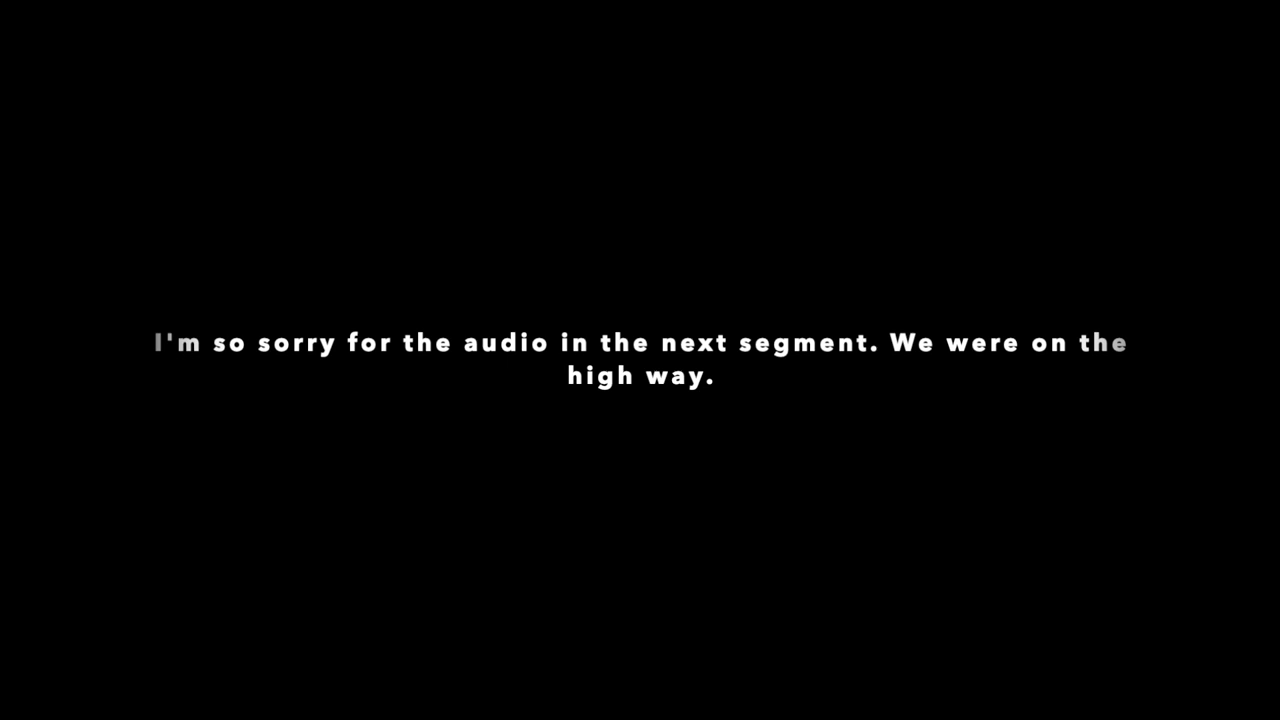 I'm so sorry for the audio in the next segment. We were on the
high way.